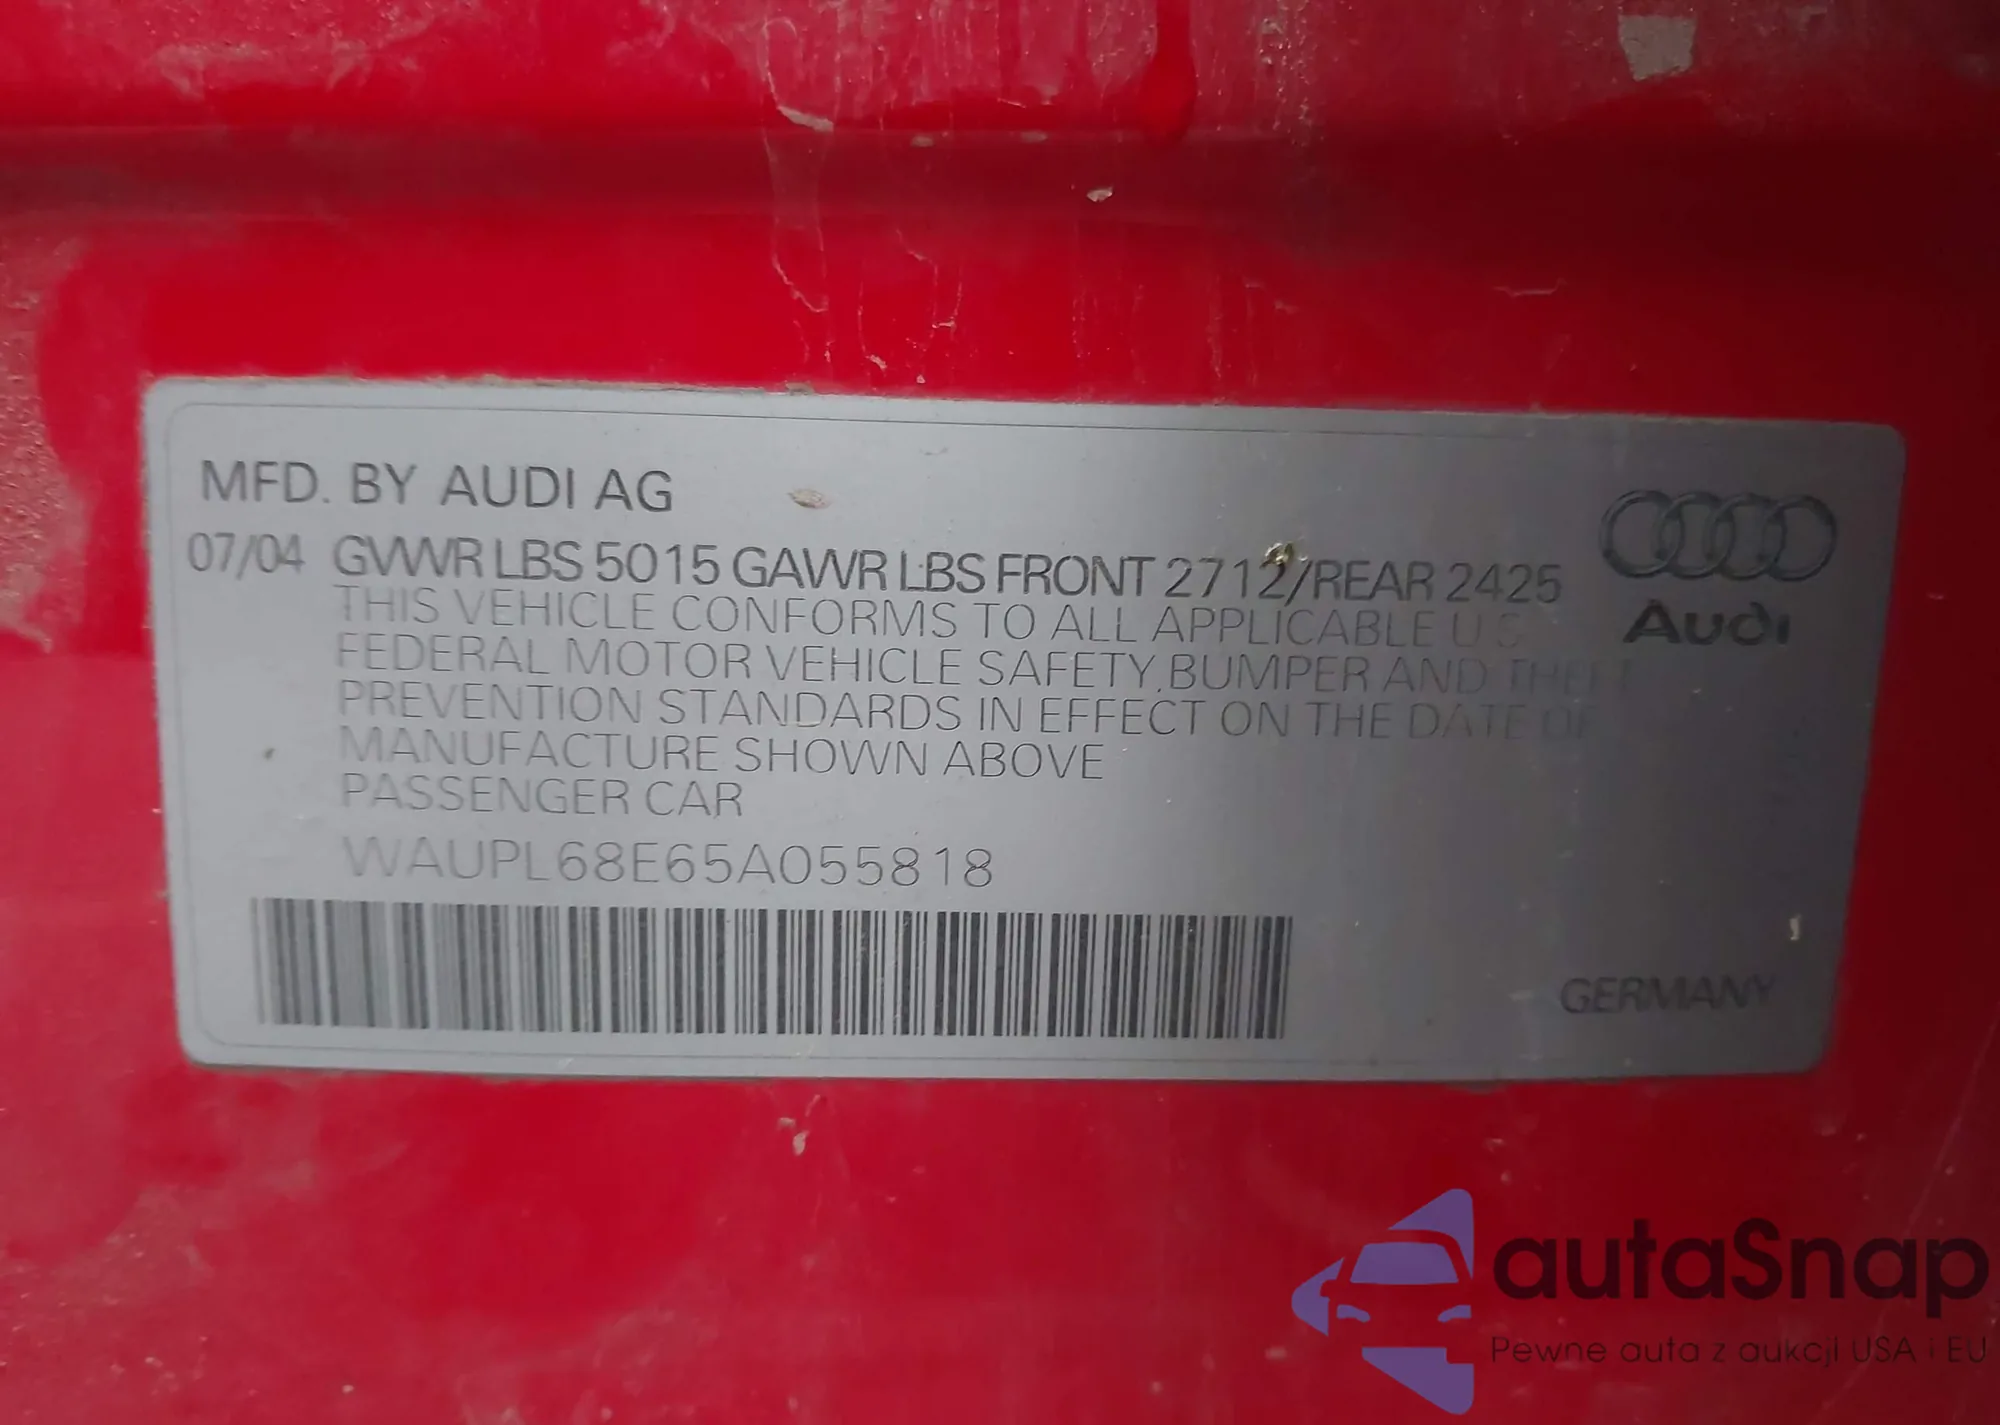 MFD. BY AUDI AG
07/04 GVWR LBS 5015 GAWR LBS FRONT 2712/REAR 2425
THIS VEHICLE CONFORMS TO ALL APPLICABLE U S
FEDERAL MOTOR VEHICLE SAFETY, BUMPER AND THEFT
PREVENTION STANDARDS IN EFFECT ON THE DATE OF
MANUFACTURE SHOWN ABOVE
PASSENGER CAR
WAUPL68E65A055818
Audi
GERMANY
autaSnap
Pewne auta z aukcji USA i EU